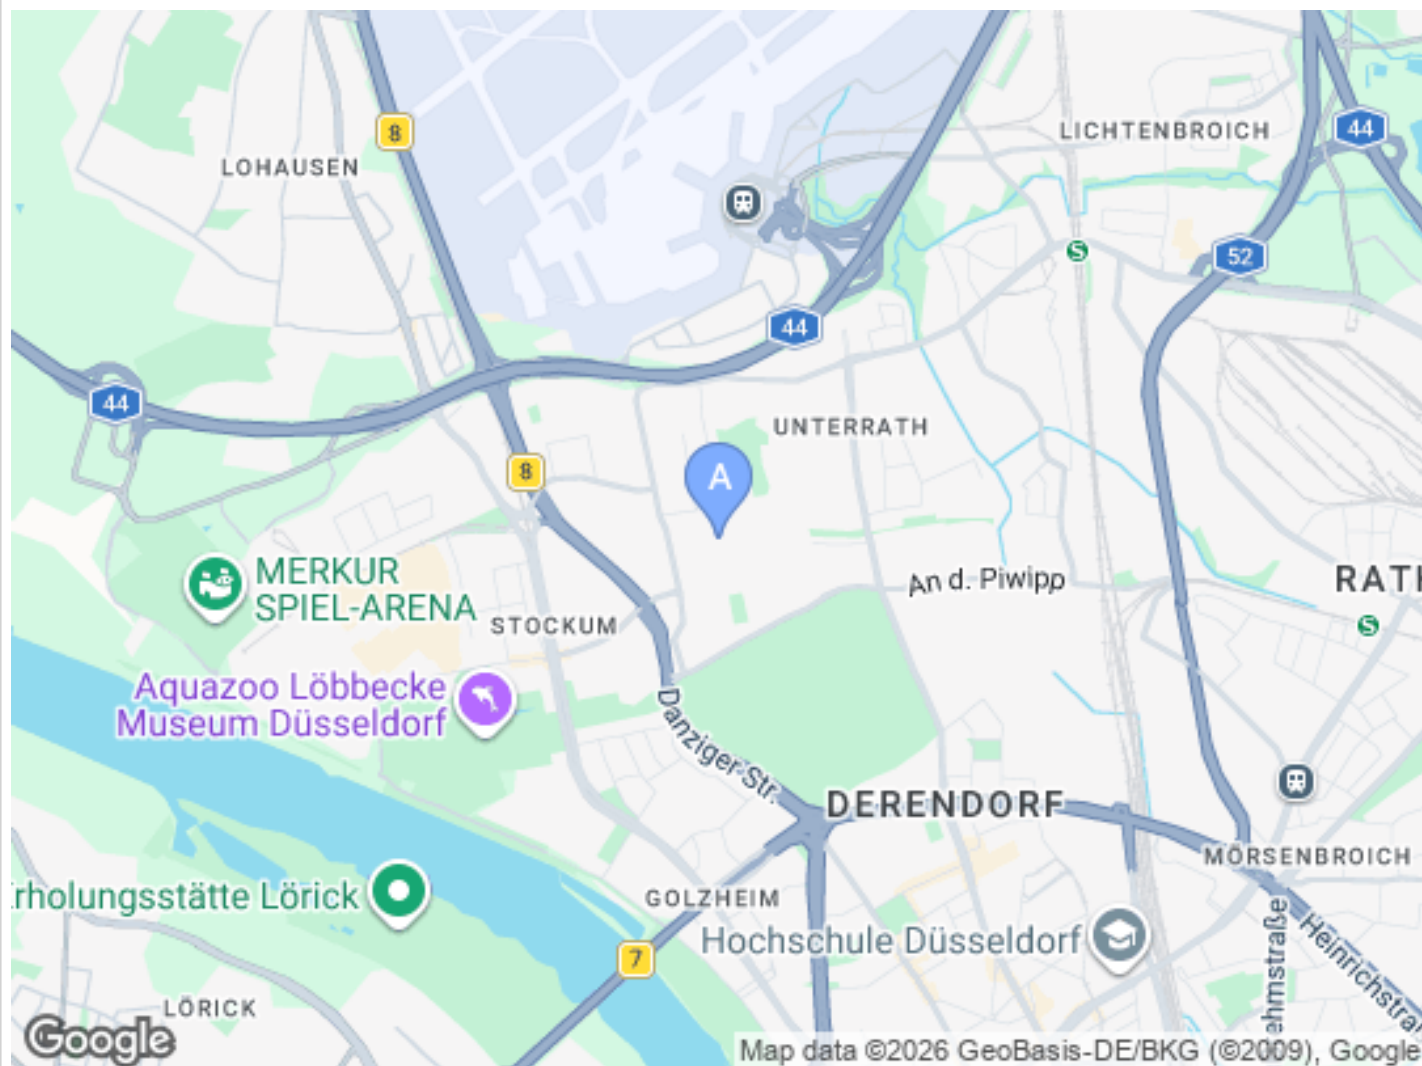 8
LICHTENBROICH
44
LOHAUSEN
S
52
44
44
UNTERRATH
8
A
MERKUR
SPIEL-ARENA
An d. Piwipp
S
STOCKUM
Aquazoo Löbbecke
Museum Düsseldorf
Danziger Str.
DERENDORF
MÖRSENBROICH
rholungsstätte Lörick
GOLZHEIM
Hochschule Düsseldorf
7
LÖRICK
Google
Map data ©2026 GeoBasis-DE/BKG (©2009), Google